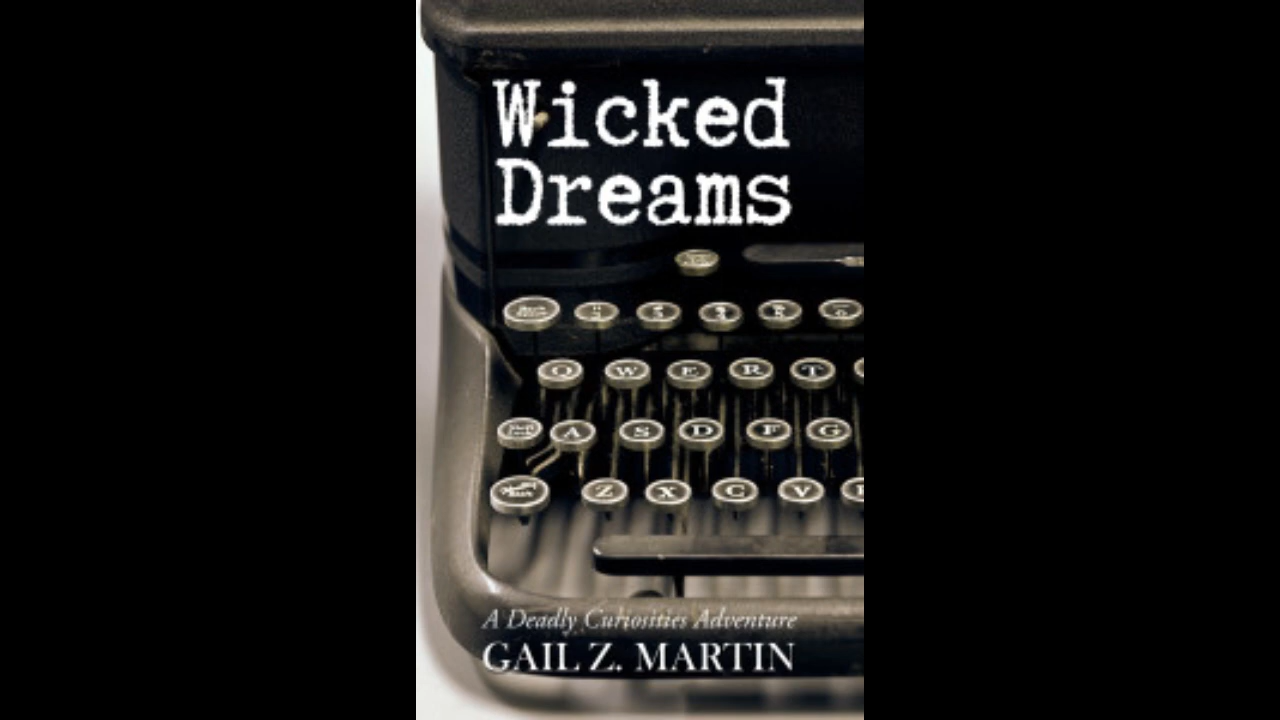 Wicked
Dreams
Q W E R T
A S D F G
Z X C V
A Deadly Curiosities Adventure
GAIL Z. MARTIN